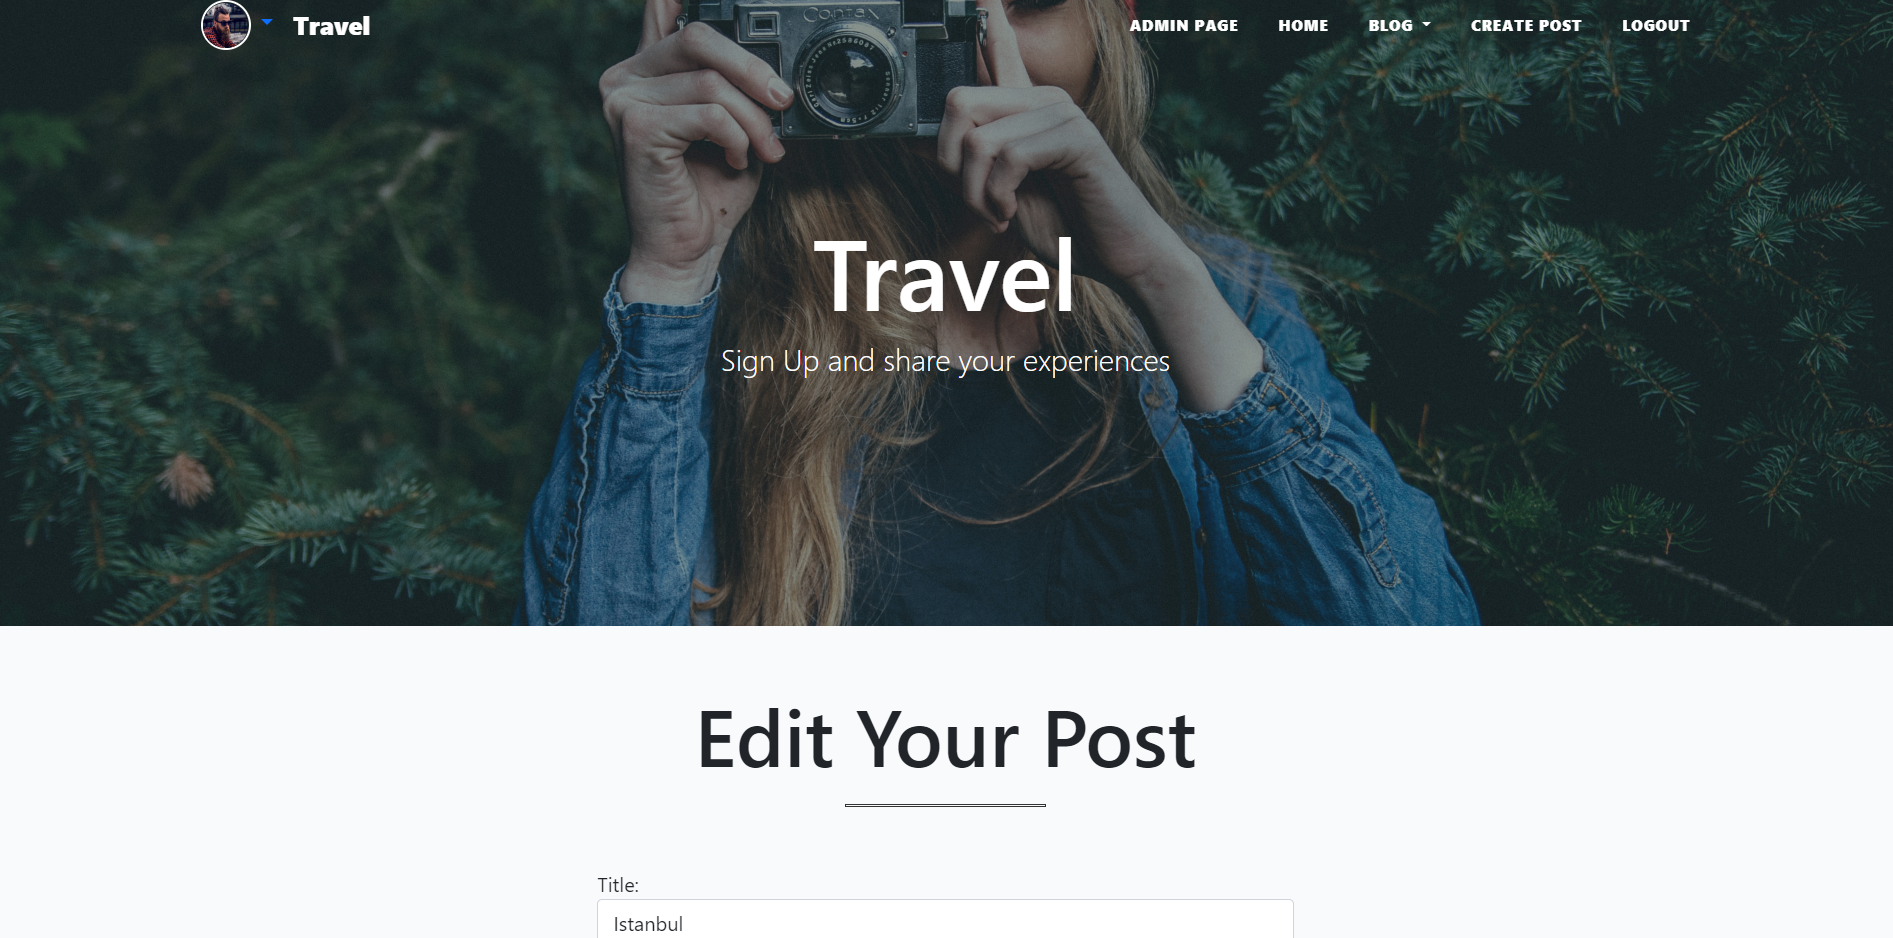 Travel
ADMIN PAGE
HOME
BLOG
CREATE POST
LOGOUT
Contax
Travel
Sign Up and share your experiences
Edit Your Post
Title:
Istanbul